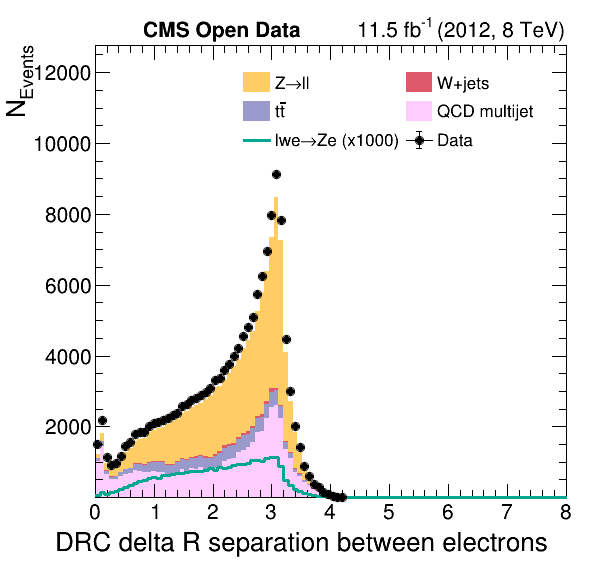 CMS Open Data 11.5 fb⁻¹ (2012, 8 TeV)
N_Events
12000
10000
8000
6000
4000
2000
Z→ll W+jets
tt̄ QCD multijet
lwe→Ze (x1000) Data
0 1 2 3 4 5 6 7 8
DRC delta R separation between electrons